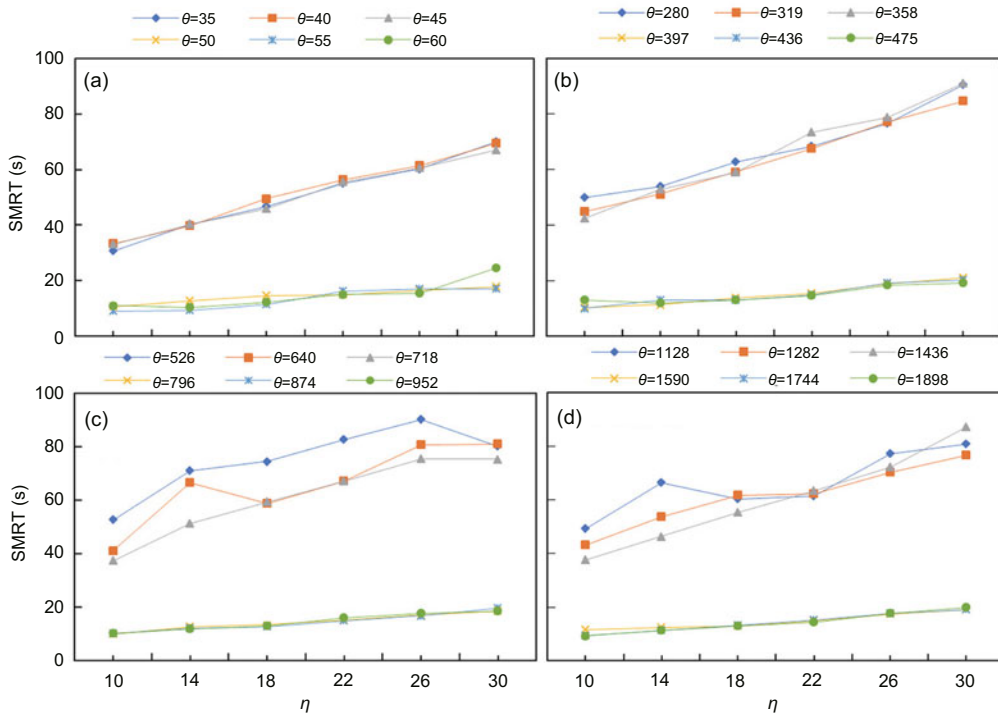 θ=35 θ=40 θ=45
θ=50 θ=55 θ=60
θ=280 θ=319 θ=358
θ=397 θ=436 θ=475
100
80
60
40
20
0
SMRT (s)
(a)
(b)
θ=526 θ=640 θ=718
θ=796 θ=874 θ=952
θ=1128 θ=1282 θ=1436
θ=1590 θ=1744 θ=1898
100
80
60
40
20
0
SMRT (s)
(c)
(d)
10 14 18 22 26 30
η
10 14 18 22 26 30
η